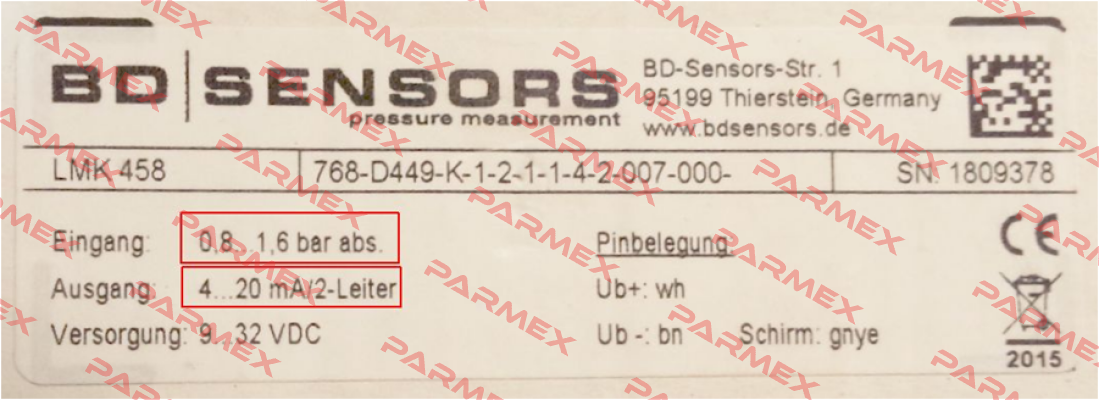 BD|SENSORS
pressure measurement
BD-Sensors-Str. 1
95199 Thierstein, Germany
www.bdsensors.de
LMK 458 768-D449-K-1-2-1-1-4-2-007-000- SN. 1809378
Eingang: 0,8...1,6 bar abs. Pinbelegung:
Ausgang: 4...20 mA/2-Leiter Ub+: wh
Versorgung: 9...32 VDC Ub -: bn Schirm: gnye
CE
2015
PARMEX